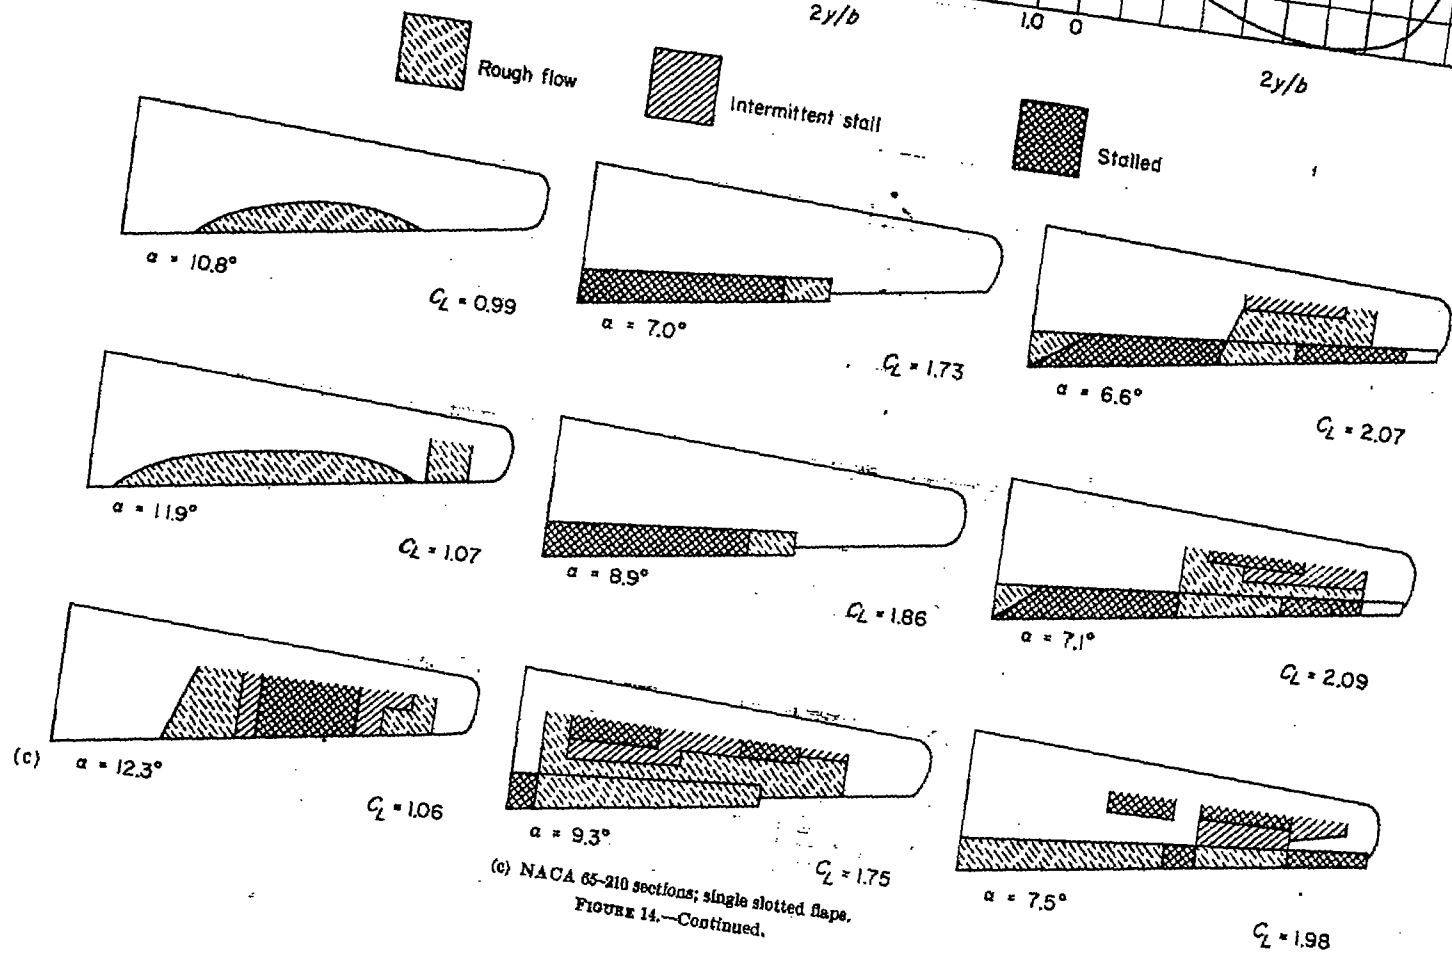 2y/b
1.0 0
2y/b
Rough flow
Intermittent stall
Stalled
α = 10.8°
C_L = 0.99
α = 7.0°
C_L = 1.73
α = 6.6°
C_L = 2.07
α = 11.9°
C_L = 1.07
α = 8.9°
C_L = 1.86
α = 7.1°
C_L = 2.09
(c) α = 12.3°
C_L = 1.06
α = 9.3°
C_L = 1.75
α = 7.5°
C_L = 1.98
(c) NACA 65-210 sections; single slotted flaps.
FIGURE 14.—Continued.